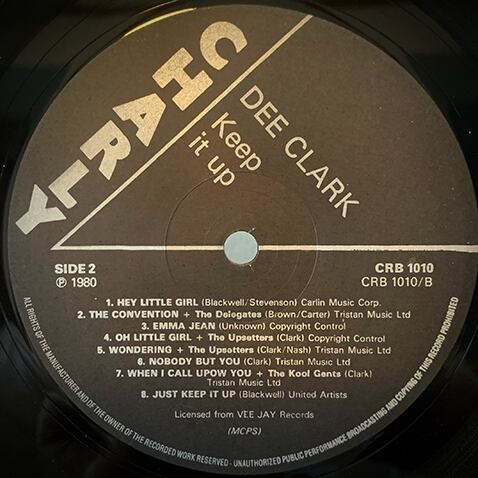 CHARLY
DEE CLARK
Keep
it up
SIDE 2
℗ 1980
CRB 1010
CRB 1010/B
1. HEY LITTLE GIRL (Blackwell/Stevenson) Carlin Music Corp.
2. THE CONVENTION + The Delegates (Brown/Carter) Tristan Music Ltd
3. EMMA JEAN (Unknown) Copyright Control
4. OH LITTLE GIRL + The Upsetters (Clark) Copyright Control
5. WONDERING + The Upsetters (Clark/Nash) Tristan Music Ltd
6. NOBODY BUT YOU (Clark) Tristan Music Ltd
7. WHEN I CALL UPOW YOU + The Kool Gents (Clark)
Tristan Music Ltd
8. JUST KEEP IT UP (Blackwell) United Artists
Licensed from VEE JAY Records
(MCPS)
ALL RIGHTS OF THE MANUFACTURER AND OF THE OWNER OF THE RECORDED WORK RESERVED - UNAUTHORIZED PUBLIC PERFORMANCE BROADCASTING AND COPYING OF THIS RECORD PROHIBITED